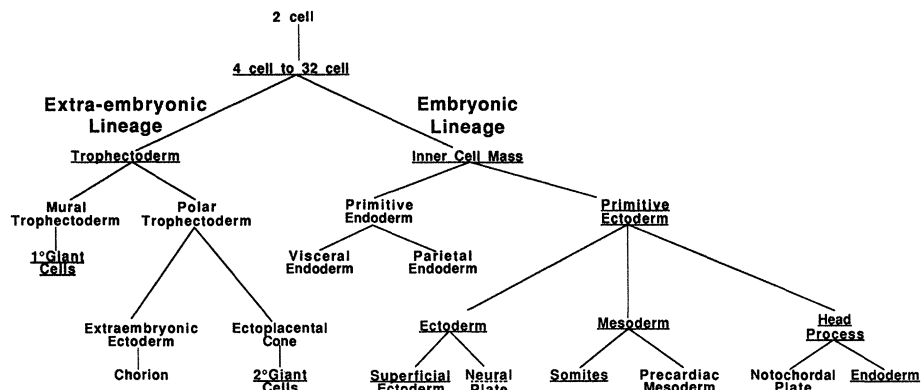 2 cell
4 cell to 32 cell
Extra-embryonic
Lineage
Embryonic
Lineage
Trophectoderm
Inner Cell Mass
Mural
Trophectoderm
Polar
Trophectoderm
Primitive
Endoderm
Primitive
Ectoderm
1°Giant
Cells
Visceral
Endoderm
Parietal
Endoderm
Extraembryonic
Ectoderm
Ectoplacental
Cone
Ectoderm
Mesoderm
Head
Process
Chorion
2°Giant
Cells
Superficial
Ectoderm
Neural
Plate
Somites
Precardiac
Mesoderm
Notochordal
Plate
Endoderm